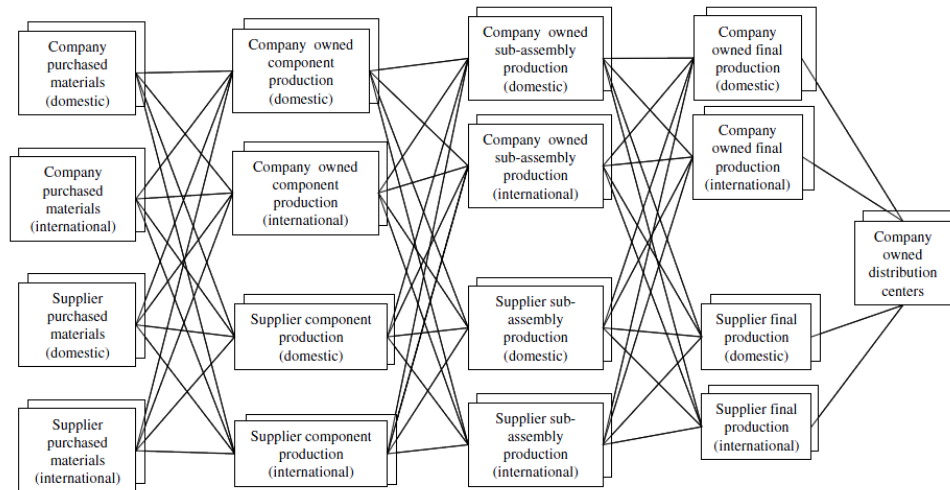 Company
purchased
materials
(domestic)
Company
purchased
materials
(international)
Supplier
purchased
materials
(domestic)
Supplier
purchased
materials
(international)
Company owned
component
production
(domestic)
Company owned
component
production
(international)
Supplier component
production
(domestic)
Supplier component
production
(international)
Company owned
sub-assembly
production
(domestic)
Company owned
sub-assembly
production
(international)
Supplier sub-
assembly
production
(domestic)
Supplier sub-
assembly
production
(international)
Company
owned final
production
(domestic)
Company
owned final
production
(international)
Supplier final
production
(domestic)
Supplier final
production
(international)
Company
owned
distribution
centers